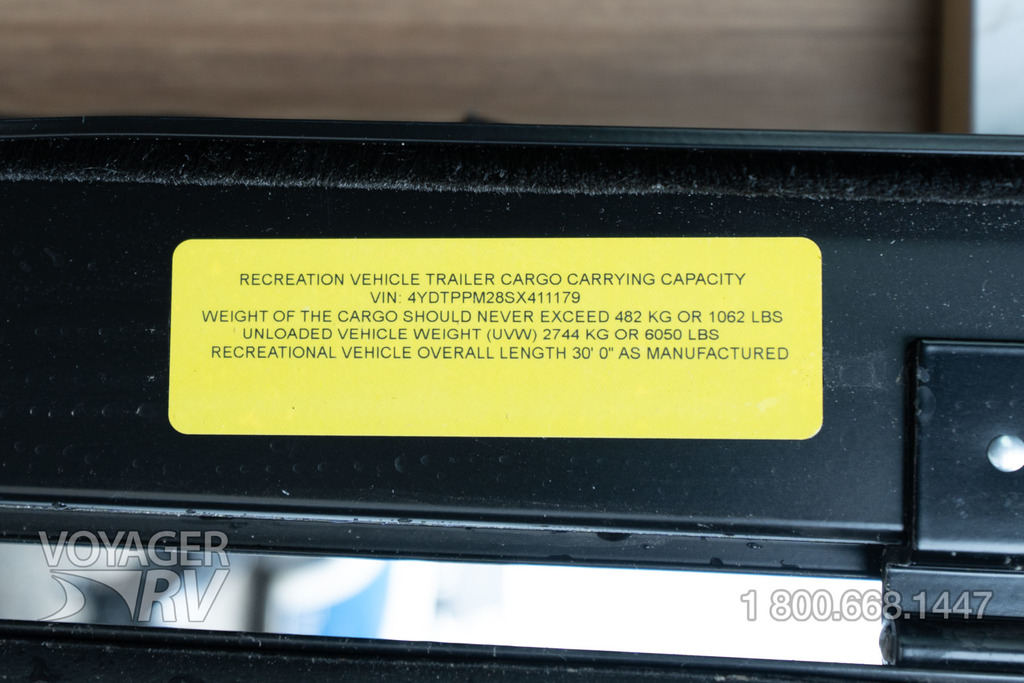 RECREATION VEHICLE TRAILER CARGO CARRYING CAPACITY
VIN: 4YDTPPM28SX411179
WEIGHT OF THE CARGO SHOULD NEVER EXCEED 482 KG OR 1062 LBS
UNLOADED VEHICLE WEIGHT (UVW) 2744 KG OR 6050 LBS
RECREATIONAL VEHICLE OVERALL LENGTH 30' 0" AS MANUFACTURED
VOYAGER
RV
1 800.668.1447